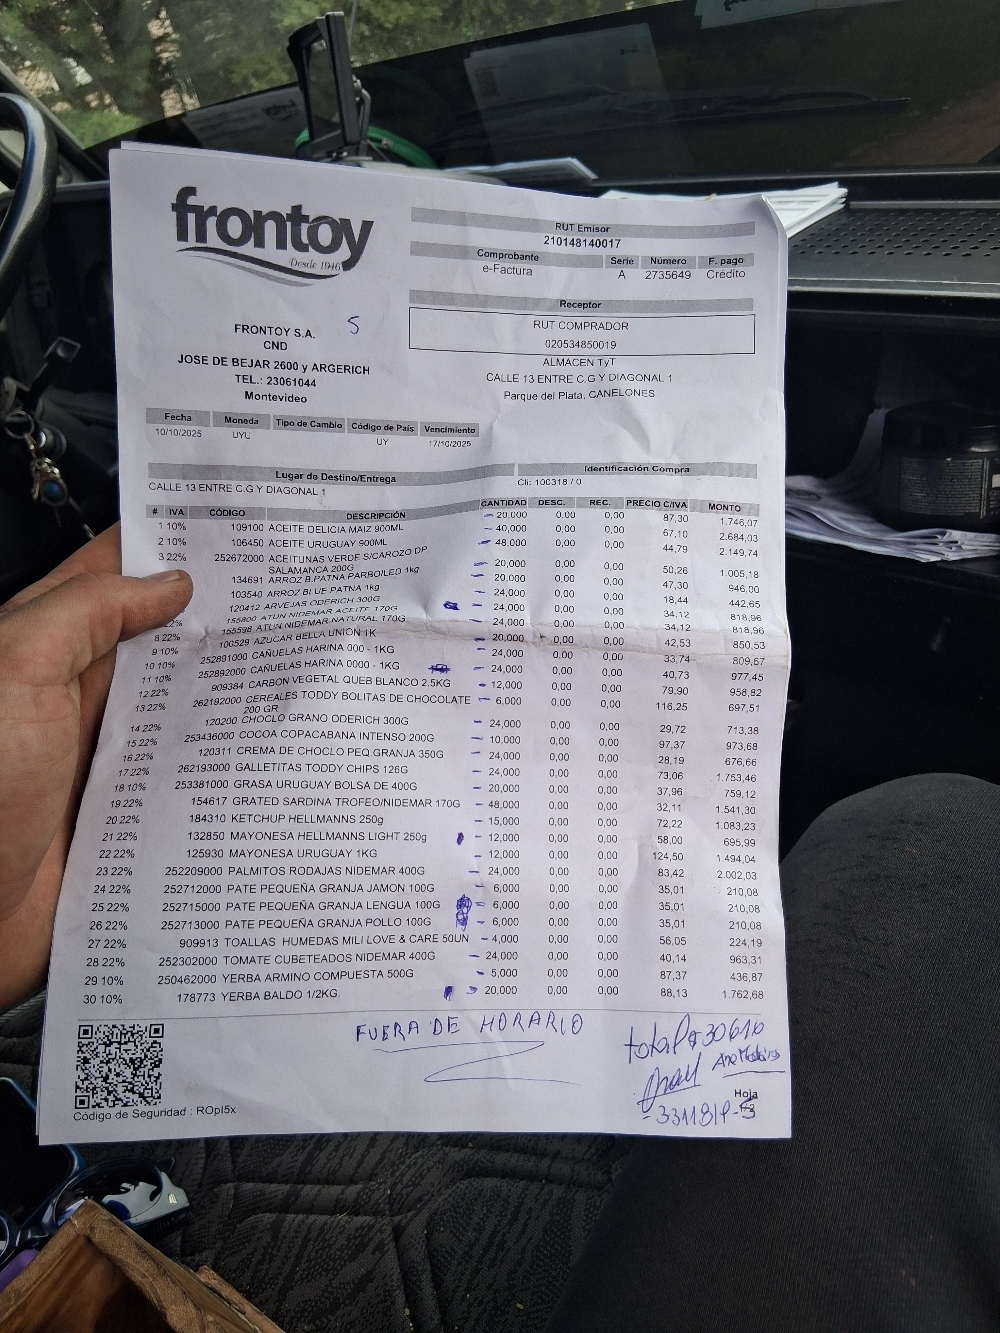 frontoy
Desde 1946
RUT Emisor
210148140017
Comprobante Serie Número F. pago
e-Factura A 2735649 Crédito
Receptor
RUT COMPRADOR
020534850019
ALMACEN TyT
CALLE 13 ENTRE C.G Y DIAGONAL 1
Parque del Plata, CANELONES
FRONTOY S.A. 5
CND
JOSE DE BEJAR 2600 y ARGERICH
TEL.: 23061044
Montevideo
Fecha Moneda Tipo de Cambio Código de País Vencimiento
10/10/2025 UYU UY 17/10/2025
Lugar de Destino/Entrega Identificación Compra
CALLE 13 ENTRE C.G Y DIAGONAL 1 Cli: 100318 / 0
# IVA CÓDIGO DESCRIPCIÓN CANTIDAD DESC. REC. PRECIO C/IVA MONTO
1 10% 109100 ACEITE DELICIA MAIZ 900ML 20,000 0,00 0,00 87,30 1.746,07
2 10% 106450 ACEITE URUGUAY 900ML 40,000 0,00 0,00 67,10 2.684,03
3 22% 252672000 ACEITUNAS VERDE S/CAROZO DP 48,000 0,00 0,00 44,79 2.149,74
SALAMANCA 200G
134691 ARROZ B.PATNA PARBOILED 1kg 20,000 0,00 0,00 50,26 1.005,18
103540 ARROZ BLUE PATNA 1kg 20,000 0,00 0,00 47,30 946,00
120412 ARVEJAS ODERICH 300G 24,000 0,00 0,00 18,44 442,65
155800 ATUN NIDEMAR ACEITE 170G 24,000 0,00 0,00 34,12 818,96
22% 155598 ATUN NIDEMAR NATURAL 170G 24,000 0,00 0,00 34,12 818,96
8 22% 100529 AZUCAR BELLA UNION 1K 20,000 0,00 0,00 42,53 850,53
9 10% 252891000 CAÑUELAS HARINA 000 - 1KG 24,000 0,00 0,00 33,74 809,67
10 10% 252892000 CAÑUELAS HARINA 0000 - 1KG 24,000 0,00 0,00 40,73 977,45
11 10% 909384 CARBON VEGETAL QUEB BLANCO 2.5KG 12,000 0,00 0,00 79,90 958,82
12 22% 262192000 CEREALES TODDY BOLITAS DE CHOCOLATE 6,000 0,00 0,00 116,25 697,51
13 22% 200 GR
14 22% 120200 CHOCLO GRANO ODERICH 300G 24,000 0,00 0,00 29,72 713,38
15 22% 253436000 COCOA COPACABANA INTENSO 200G 10,000 0,00 0,00 97,37 973,68
16 22% 120311 CREMA DE CHOCLO PEQ.GRANJA 350G 24,000 0,00 0,00 28,19 676,66
17 22% 262193000 GALLETITAS TODDY CHIPS 126G 24,000 0,00 0,00 73,06 1.753,46
18 10% 253381000 GRASA URUGUAY BOLSA DE 400G 20,000 0,00 0,00 37,96 759,12
19 22% 154617 GRATED SARDINA TROFEO/NIDEMAR 170G 48,000 0,00 0,00 32,11 1.541,30
20 22% 184310 KETCHUP HELLMANNS 250g 15,000 0,00 0,00 72,22 1.083,23
21 22% 132850 MAYONESA HELLMANNS LIGHT 250g 12,000 0,00 0,00 58,00 695,99
22 22% 125930 MAYONESA URUGUAY 1KG 12,000 0,00 0,00 124,50 1.494,04
23 22% 252209000 PALMITOS RODAJAS NIDEMAR 400G 24,000 0,00 0,00 83,42 2.002,03
24 22% 252712000 PATE PEQUEÑA GRANJA JAMON 100G 6,000 0,00 0,00 35,01 210,08
25 22% 252715000 PATE PEQUEÑA GRANJA LENGUA 100G 6,000 0,00 0,00 35,01 210,08
26 22% 252713000 PATE PEQUEÑA GRANJA POLLO 100G 6,000 0,00 0,00 35,01 210,08
27 22% 909913 TOALLAS HUMEDAS MILI LOVE & CARE 50UN 4,000 0,00 0,00 56,05 224,19
28 22% 252302000 TOMATE CUBETEADOS NIDEMAR 400G 24,000 0,00 0,00 40,14 963,31
29 10% 250462000 YERBA ARMIÑO COMPUESTA 500G 5,000 0,00 0,00 87,37 436,87
30 10% 178773 YERBA BALDO 1/2KG 20,000 0,00 0,00 88,13 1.762,68
FUERA DE HORARIO
total $30616
Hoja
Código de Seguridad : ROpI5x